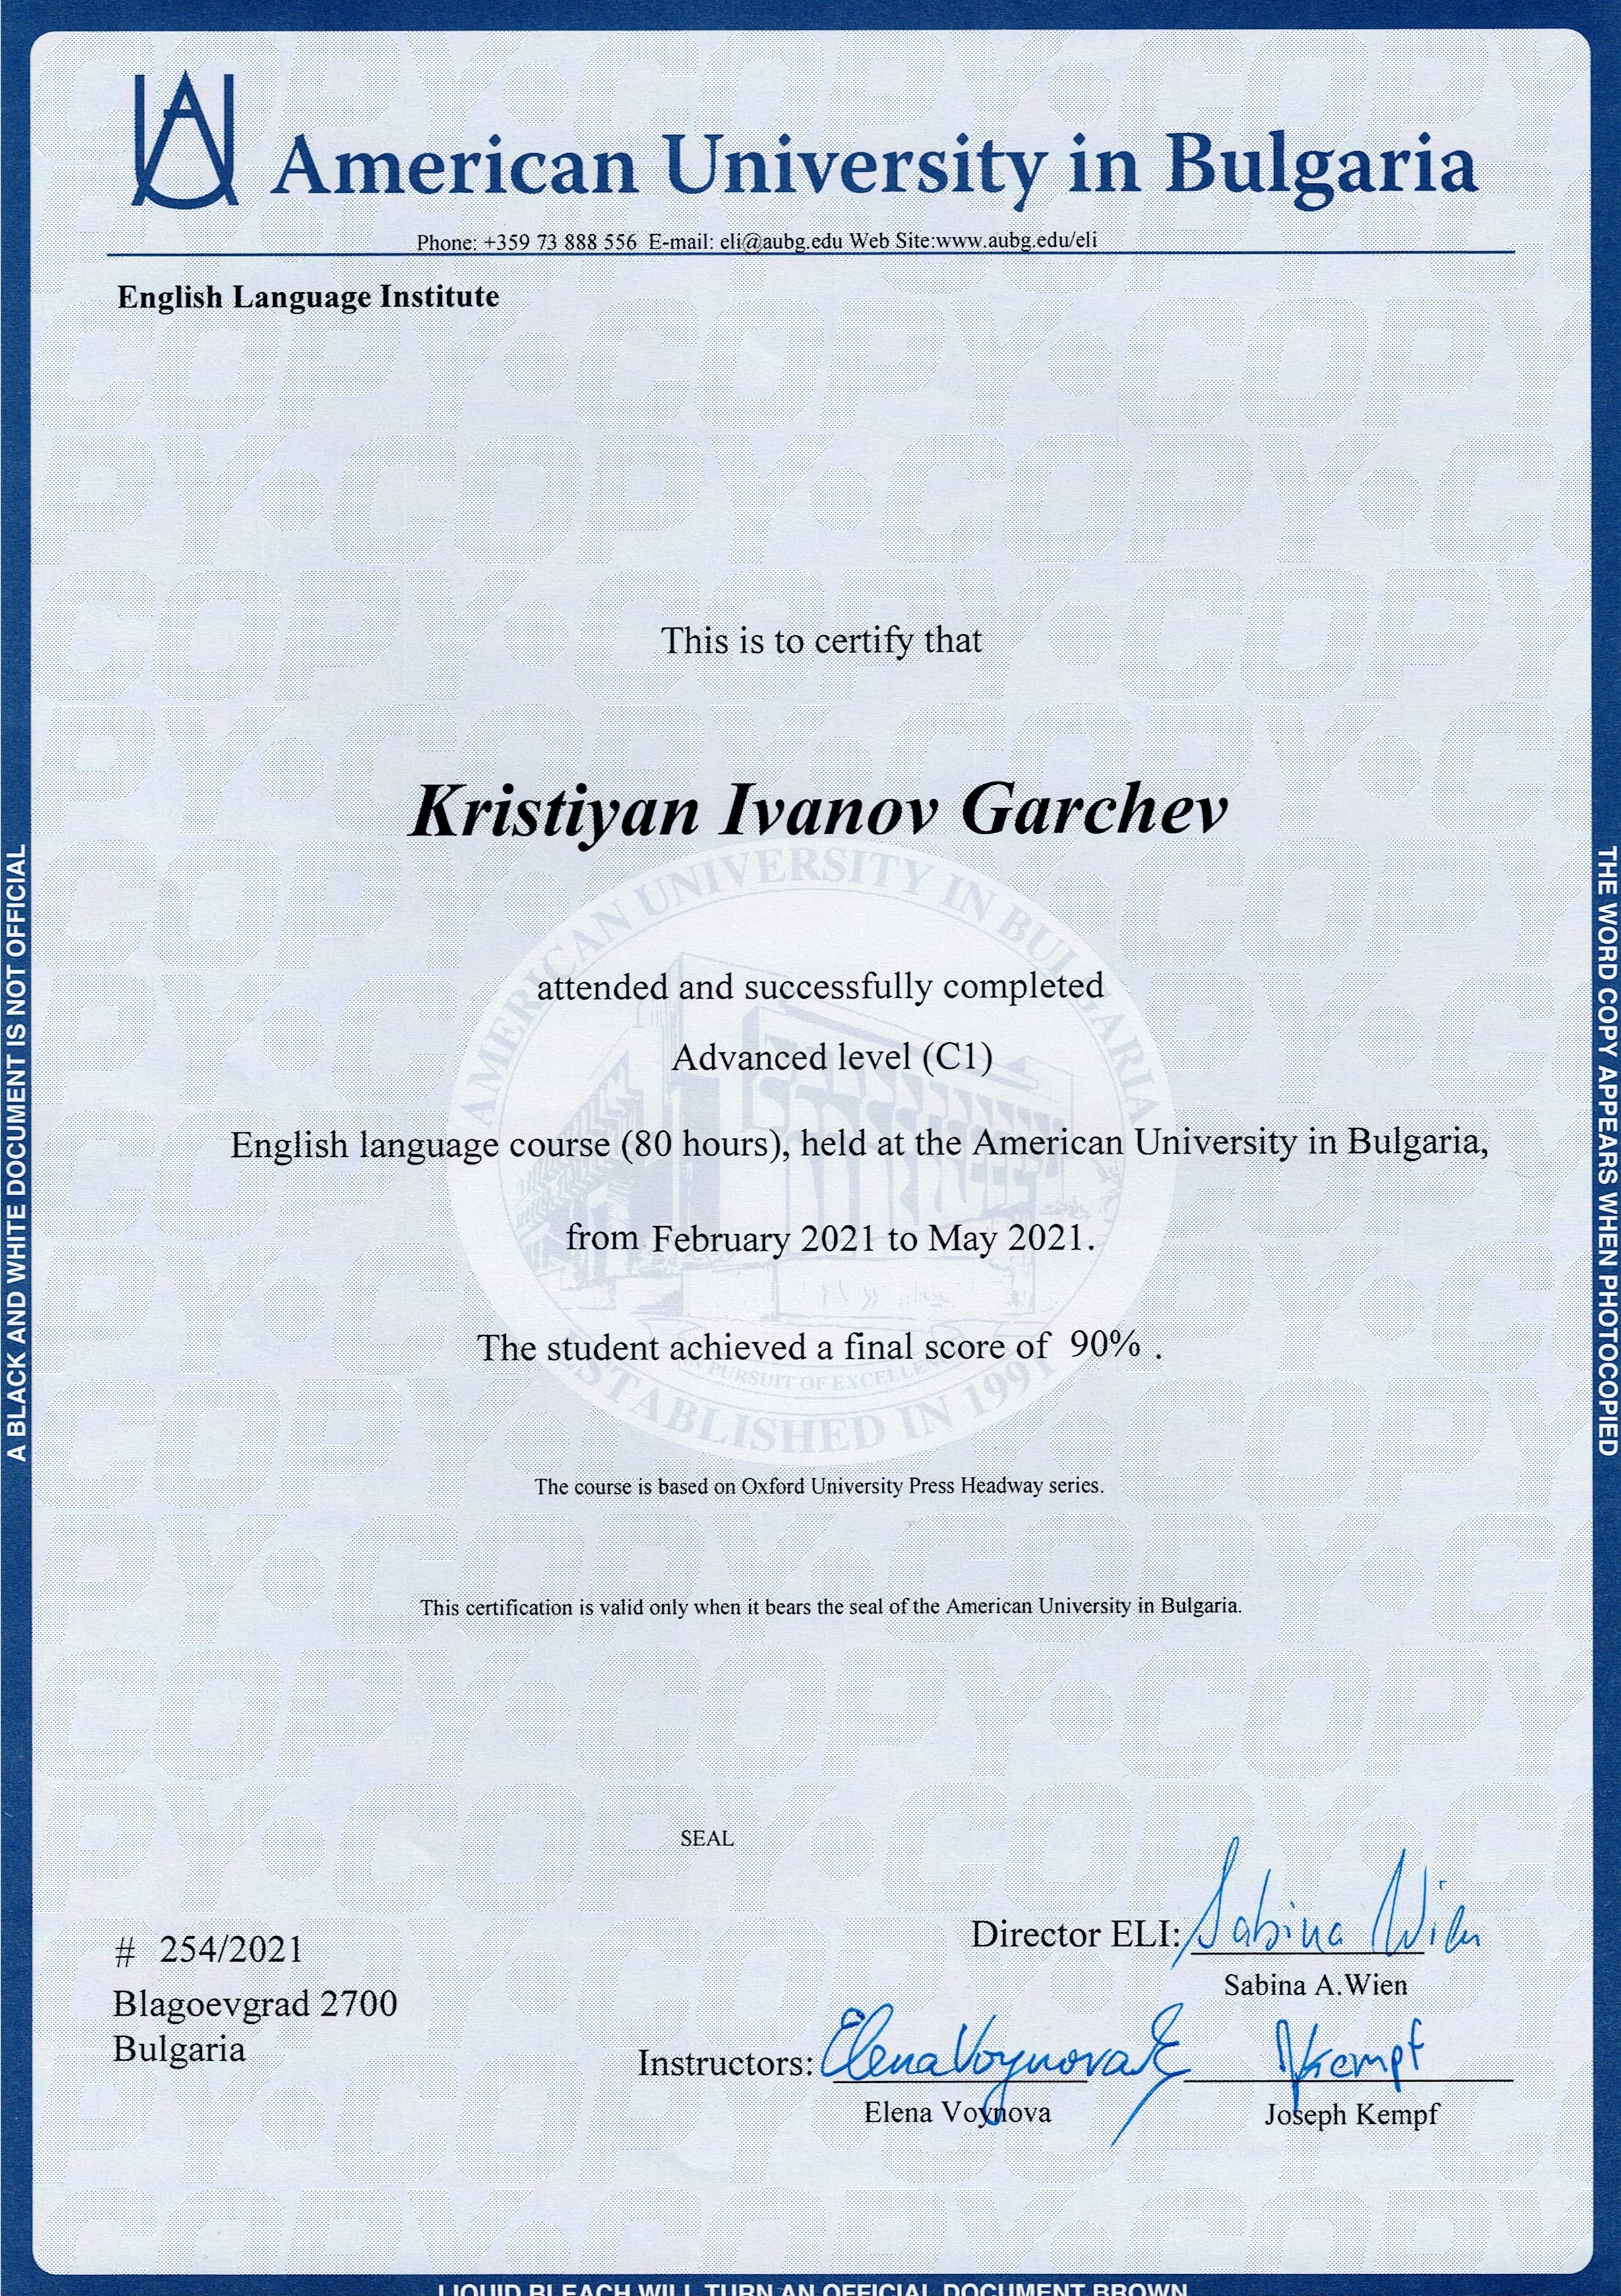 American University in Bulgaria
Phone: +359 73 888 556 E-mail: eli@aubg.edu Web Site:www.aubg.edu/eli
English Language Institute
This is to certify that
Kristiyan Ivanov Garchev
AMERICAN UNIVERSITY IN BULGARIA
attended and successfully completed
Advanced level (C1)
English language course (80 hours), held at the American University in Bulgaria,
from February 2021 to May 2021.
The student achieved a final score of 90% .
PURSUIT OF EXCELLENCE
ESTABLISHED IN 1991
The course is based on Oxford University Press Headway series.
This certification is valid only when it bears the seal of the American University in Bulgaria.
SEAL
Director ELI: Sabina Wien
Sabina A.Wien
# 254/2021
Blagoevgrad 2700
Bulgaria
Instructors: Elena Voynova JKempf
Elena Voynova
Joseph Kempf
A BLACK AND WHITE DOCUMENT IS NOT OFFICIAL
THE WORD COPY APPEARS WHEN PHOTOCOPIED
LIQUID BLEACH WILL TURN AN OFFICIAL DOCUMENT BROWN
COPY